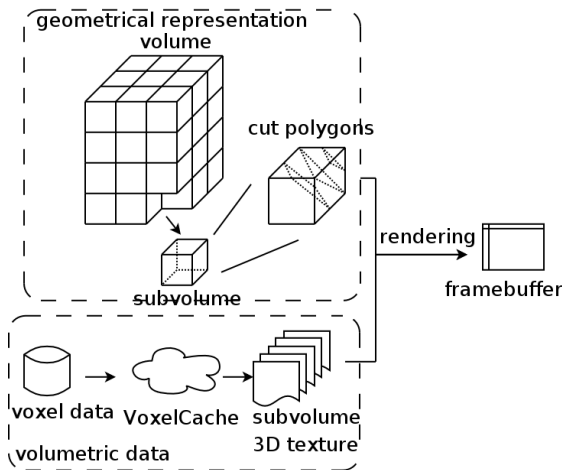 geometrical representation
volume
cut polygons
subvolume
rendering
framebuffer
voxel data
VoxelCache
subvolume
3D texture
volumetric data